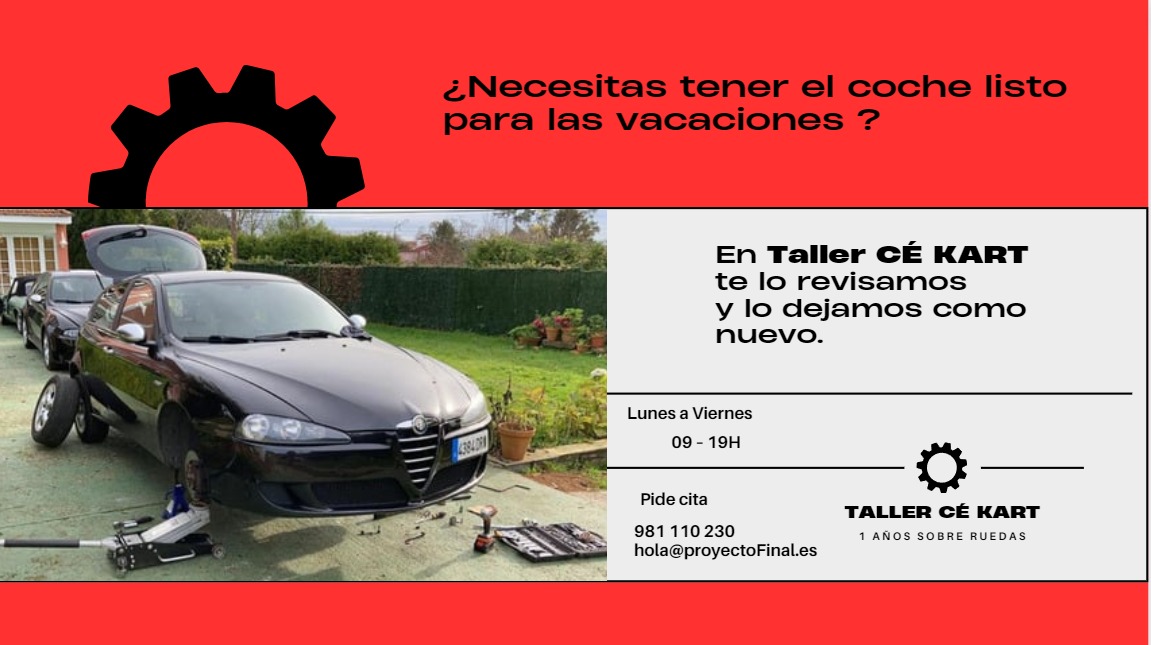 ¿Necesitas tener el coche listo
para las vacaciones ?
En Taller CÉ KART
te lo revisamos
y lo dejamos como
nuevo.
Lunes a Viernes
09 - 19H
Pide cita
981 110 230
hola@proyectoFinal.es
TALLER CÉ KART
1 AÑOS SOBRE RUEDAS